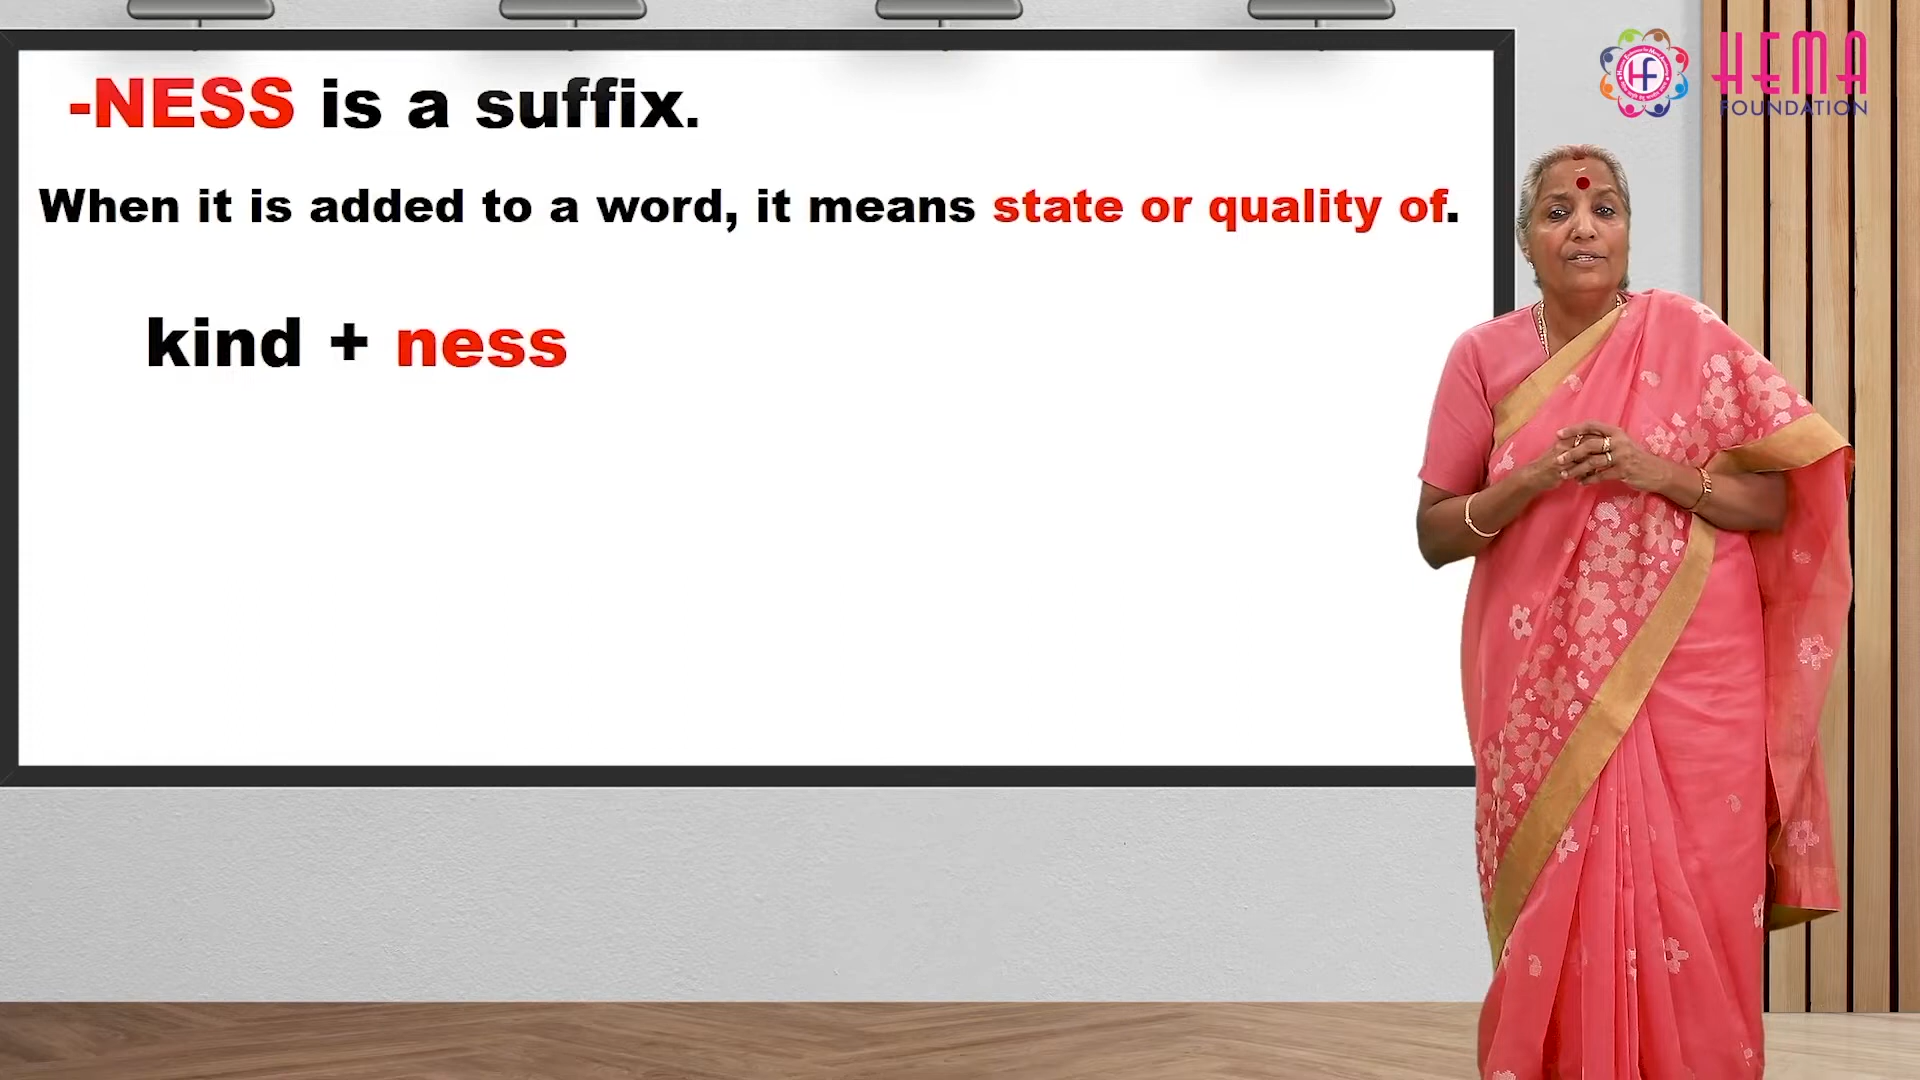 -NESS is a suffix.
When it is added to a word, it means state or quality of.
kind + ness
HF
HEMA
FOUNDATION